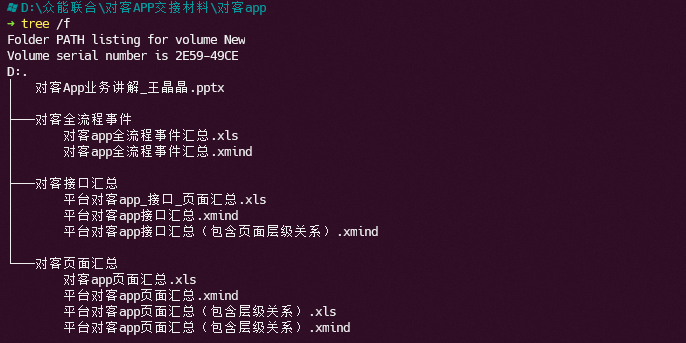 D:\众能联合\对客APP交接材料\对客app
➜ tree /f
Folder PATH listing for volume New
Volume serial number is 2E59-49CE
D:.
│  对客App业务讲解_王晶晶.pptx
│
├─对客全流程事件
│      对客app全流程事件汇总.xls
│      对客app全流程事件汇总.xmind
│
├─对客接口汇总
│      平台对客app_接口_页面汇总.xls
│      平台对客app接口汇总.xmind
│      平台对客app接口汇总（包含页面层级关系）.xmind
│
└─对客页面汇总
        对客app页面汇总.xls
        平台对客app页面汇总.xmind
        平台对客app页面汇总（包含层级关系）.xls
        平台对客app页面汇总（包含层级关系）.xmind